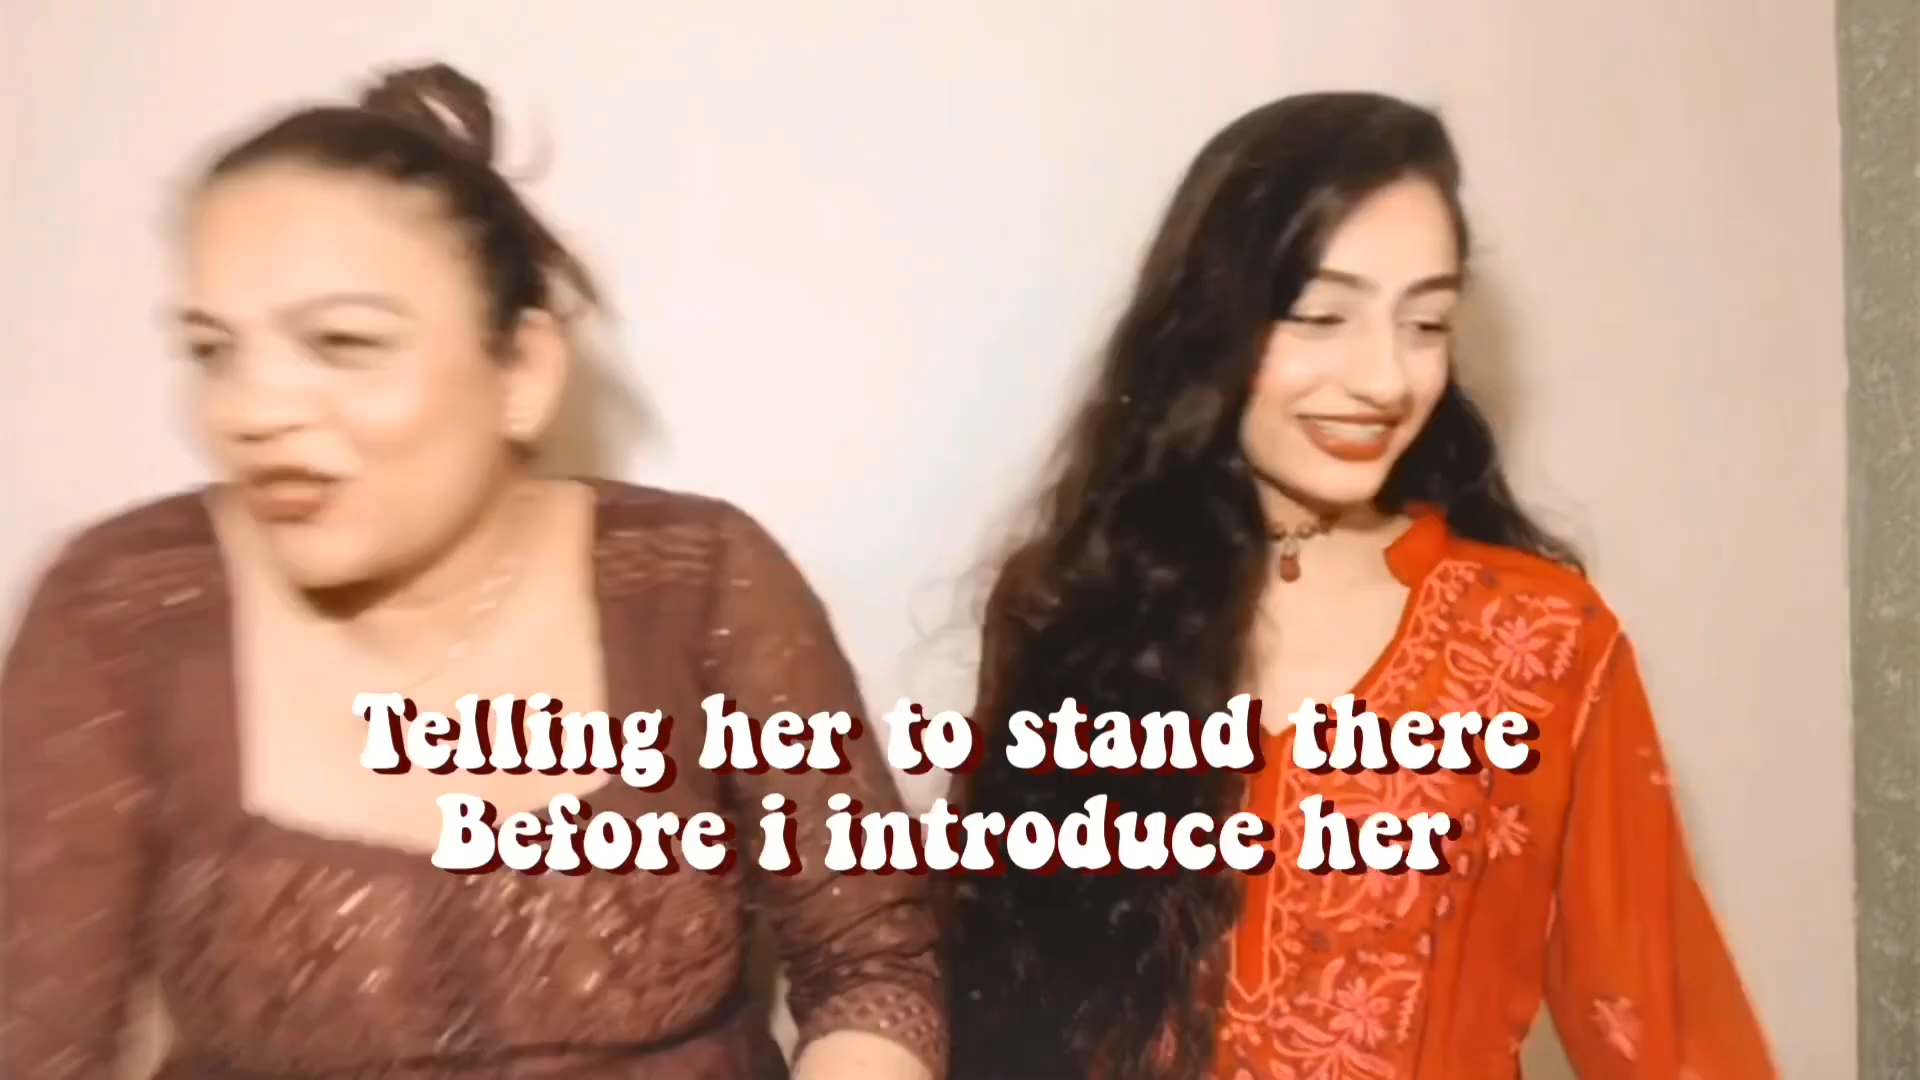 Telling her to stand there
Before i introduce her